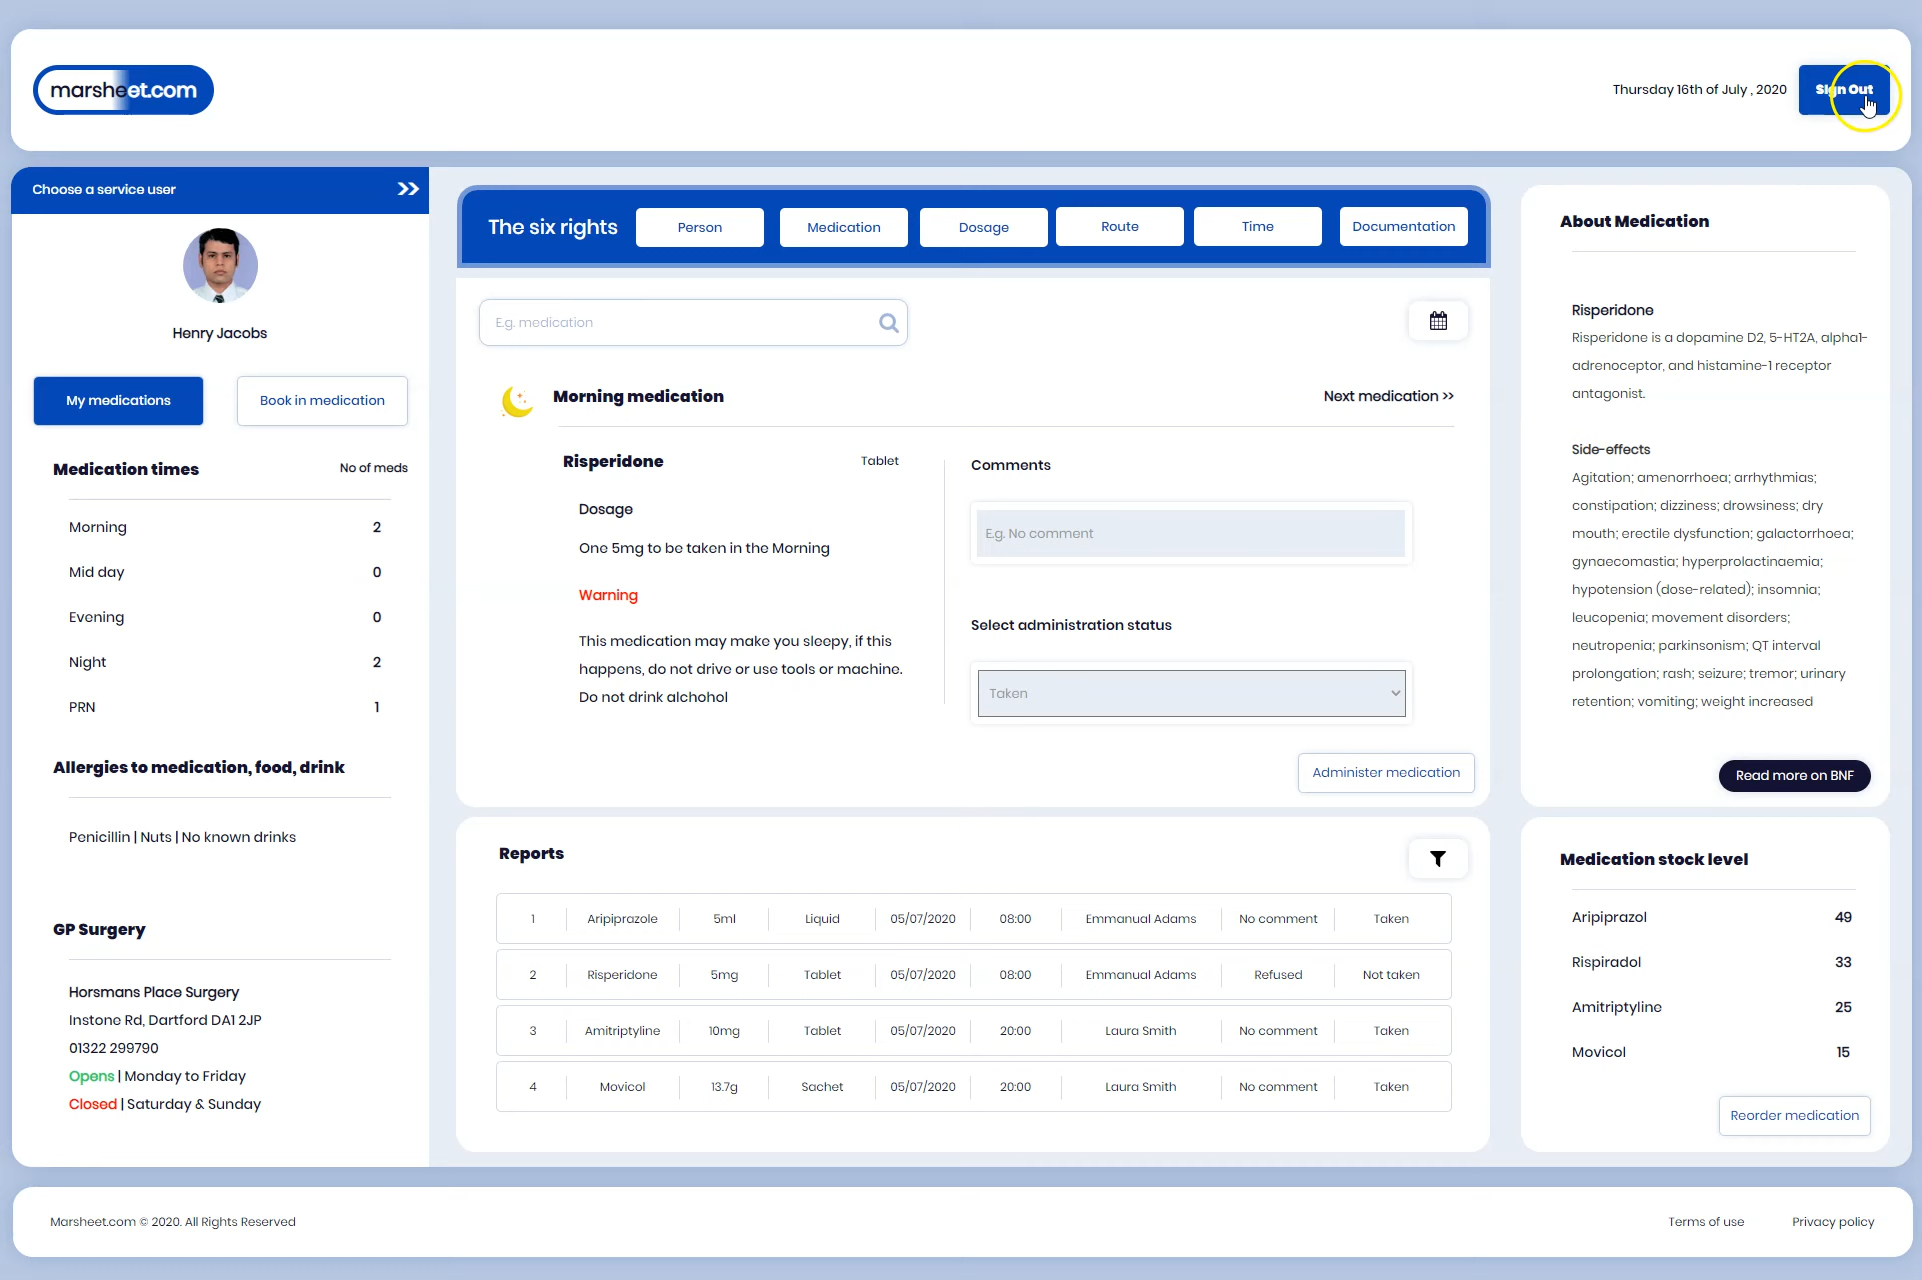 marsheet.com
Thursday 16th of July , 2020
Sign Out
Choose a service user
Henry Jacobs
My medications
Book in medication
Medication times
No of meds
Morning 2
Mid day 0
Evening 0
Night 2
PRN 1
Allergies to medication, food, drink
Penicillin | Nuts | No known drinks
GP Surgery
Horsmans Place Surgery
Instone Rd, Dartford DA1 2JP
01322 299790
Opens | Monday to Friday
Closed | Saturday & Sunday
The six rights
Person
Medication
Dosage
Route
Time
Documentation
E.g. medication
Morning medication
Next medication >>
Risperidone
Tablet
Dosage
One 5mg to be taken in the Morning
Warning
This medication may make you sleepy, if this
happens, do not drive or use tools or machine.
Do not drink alchohol
Comments
E.g. No comment
Select administration status
Taken
Administer medication
Reports
1 Aripiprazole 5ml Liquid 05/07/2020 08:00 Emmanual Adams No comment Taken
2 Risperidone 5mg Tablet 05/07/2020 08:00 Emmanual Adams Refused Not taken
3 Amitriptyline 10mg Tablet 05/07/2020 20:00 Laura Smith No comment Taken
4 Movicol 13.7g Sachet 05/07/2020 20:00 Laura Smith No comment Taken
About Medication
Risperidone
Risperidone is a dopamine D2, 5-HT2A, alpha1-
adrenoceptor, and histamine-1 receptor
antagonist.
Side-effects
Agitation; amenorrhoea; arrhythmias;
constipation; dizziness; drowsiness; dry
mouth; erectile dysfunction; galactorrhoea;
gynaecomastia; hyperprolactinaemia;
hypotension (dose-related); insomnia;
leucopenia; movement disorders;
neutropenia; parkinsonism; QT interval
prolongation; rash; seizure; tremor; urinary
retention; vomiting; weight increased
Read more on BNF
Medication stock level
Aripiprazol 49
Rispiradol 33
Amitriptyline 25
Movicol 15
Reorder medication
Marsheet.com © 2020. All Rights Reserved
Terms of use
Privacy policy